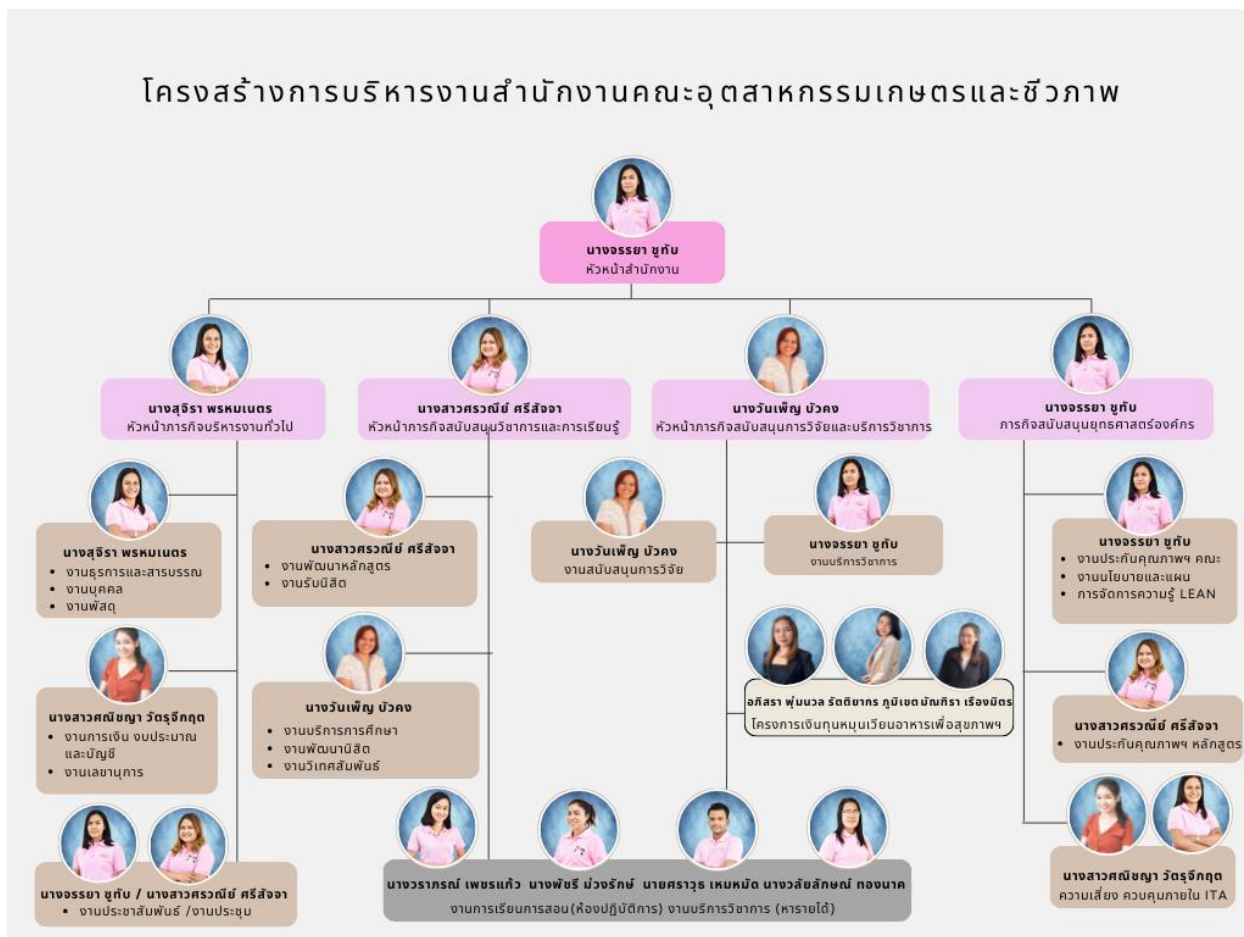 โครงสร้างการบริหารงานสำนักงานคณะอุตสาหกรรมเกษตรและชีวภาพ
นางจรรยา ชูทับ
หัวหน้าสำนักงาน
นางสุจิรา พรหมเนตร
หัวหน้าภารกิจบริหารงานทั่วไป
นางสาวศรวณีย์ ศรีสัจจา
หัวหน้าภารกิจสนับสนุนวิชาการและการเรียนรู้
นางวันเพ็ญ บัวคง
หัวหน้าภารกิจสนับสนุนการวิจัยและบริการวิชาการ
นางจรรยา ชูทับ
ภารกิจสนับสนุนยุทธศาสตร์องค์กร
นางสุจิรา พรหมเนตร
• งานธุรการและสารบรรณ
• งานบุคคล
• งานพัสดุ
นางสาวศณิชญา วัตรุจีกฤต
• งานการเงิน งบประมาณ
และบัญชี
• งานเลขานุการ
นางจรรยา ชูทับ / นางสาวศรวณีย์ ศรีสัจจา
• งานประชาสัมพันธ์ /งานประชุม
นางสาวศรวณีย์ ศรีสัจจา
• งานพัฒนาหลักสูตร
• งานรับนิสิต
นางวันเพ็ญ บัวคง
• งานบริการการศึกษา
• งานพัฒนานิสิต
• งานวิเทศสัมพันธ์
นางวันเพ็ญ บัวคง
งานสนับสนุนการวิจัย
นางจรรยา ชูทับ
งานบริการวิชาการ
อภิสรา พุ่มนวล รัตติยากร ภูมิเขต มัณฑิรา เรืองมิตร
โครงการเงินทุนหมุนเวียนอาหารเพื่อสุขภาพฯ
นางวราภรณ์ เพชรแก้ว นางพัชรี ม่วงรักษ์ นายศราวุธ เหมหมัด นางวลัยลักษณ์ ทองนาค
งานการเรียนการสอน(ห้องปฏิบัติการ) งานบริการวิชาการ (หารายได้)
นางจรรยา ชูทับ
• งานประกันคุณภาพฯ คณะ
• งานนโยบายและแผน
• การจัดการความรู้ LEAN
นางสาวศรวณีย์ ศรีสัจจา
• งานประกันคุณภาพฯ หลักสูตร
นางสาวศณิชญา วัตรุจีกฤต
ความเสี่ยง ควบคุมภายใน ITA